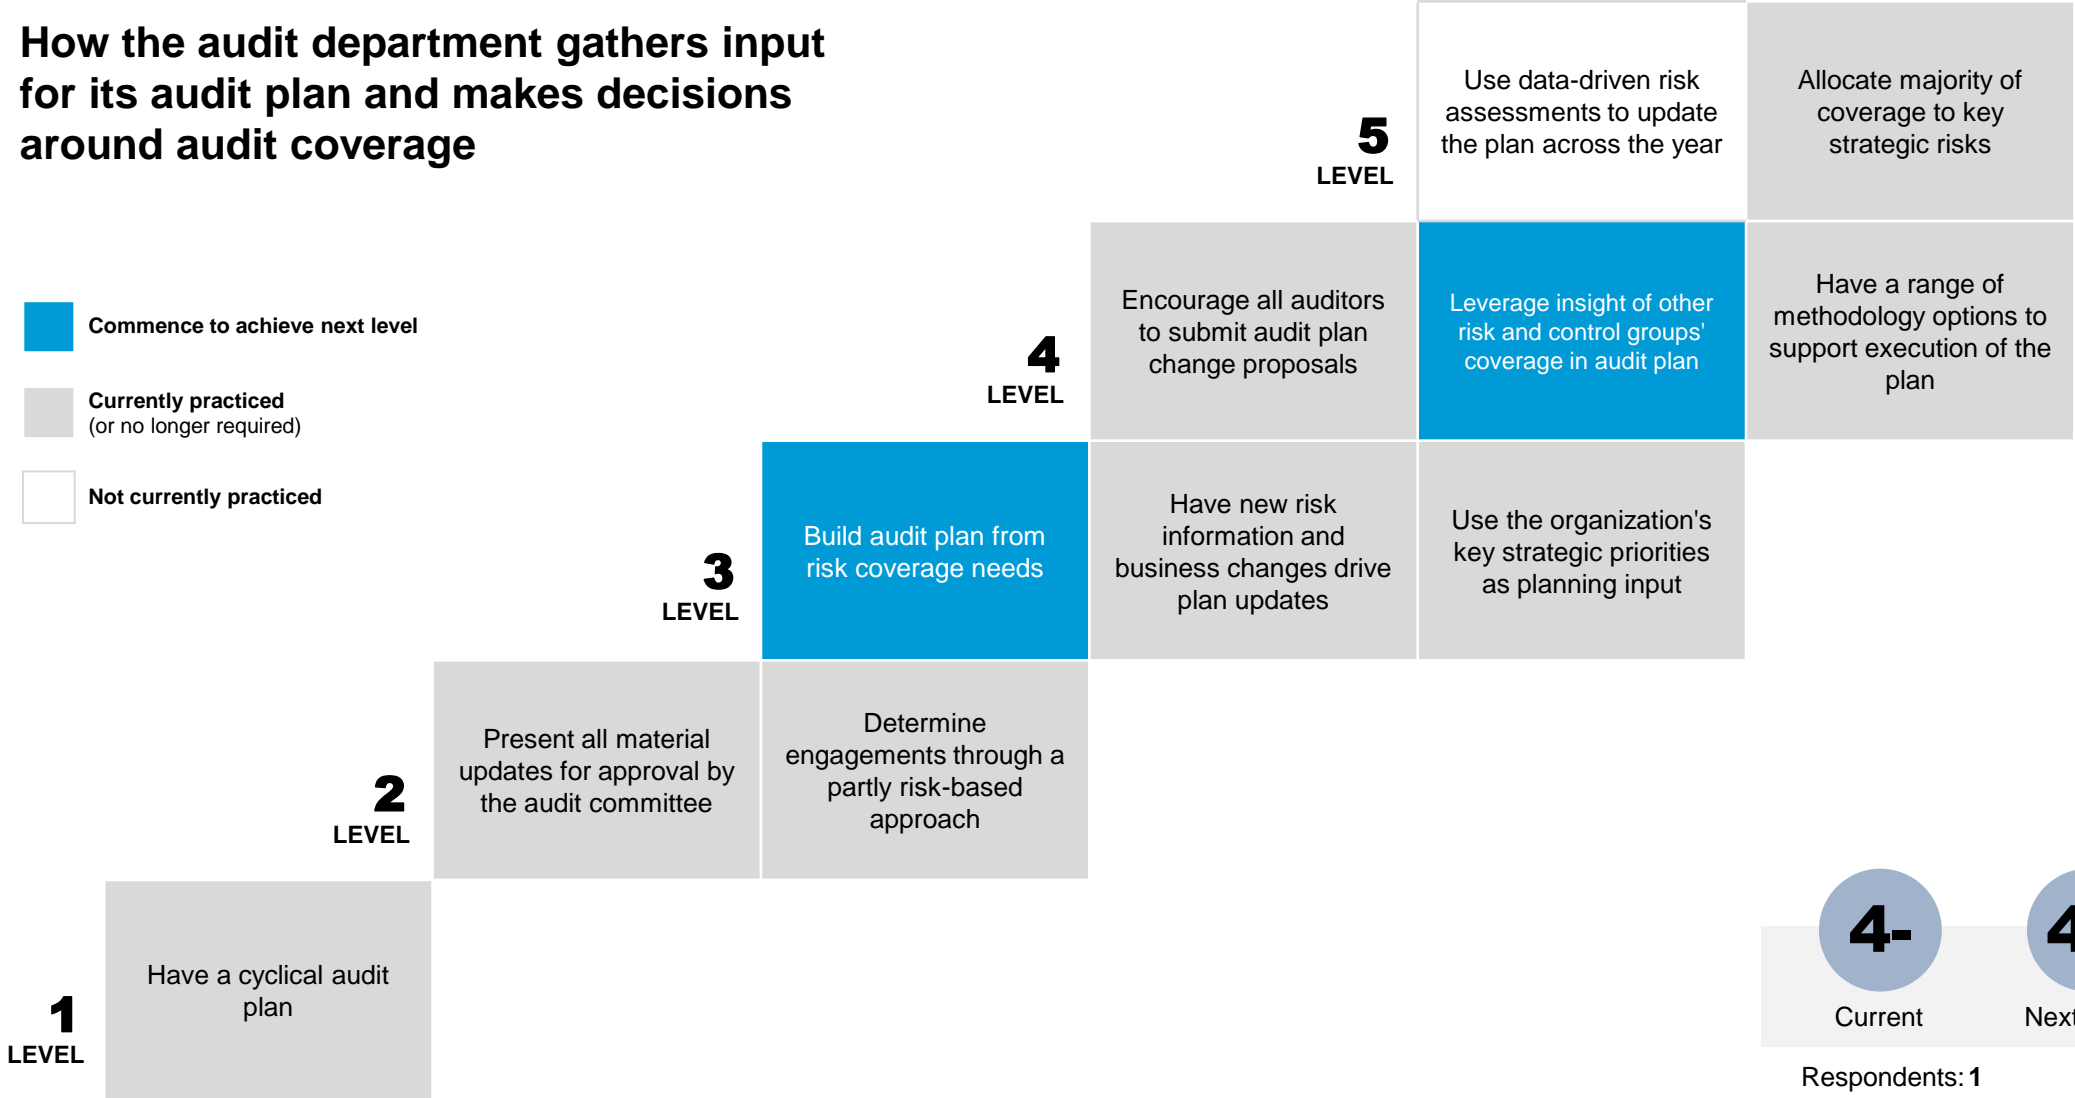 How the audit department gathers input
for its audit plan and makes decisions
around audit coverage
Commence to achieve next level
Currently practiced
(or no longer required)
Not currently practiced
5
LEVEL
Use data-driven risk
assessments to update
the plan across the year
Allocate majority of
coverage to key
strategic risks
4
LEVEL
Encourage all auditors
to submit audit plan
change proposals
Leverage insight of other
risk and control groups'
coverage in audit plan
Have a range of
methodology options to
support execution of the
plan
3
LEVEL
Build audit plan from
risk coverage needs
Have new risk
information and
business changes drive
plan updates
Use the organization's
key strategic priorities
as planning input
2
LEVEL
Present all material
updates for approval by
the audit committee
Determine
engagements through a
partly risk-based
approach
1
LEVEL
Have a cyclical audit
plan
4-
Current
Next
Respondents: 1